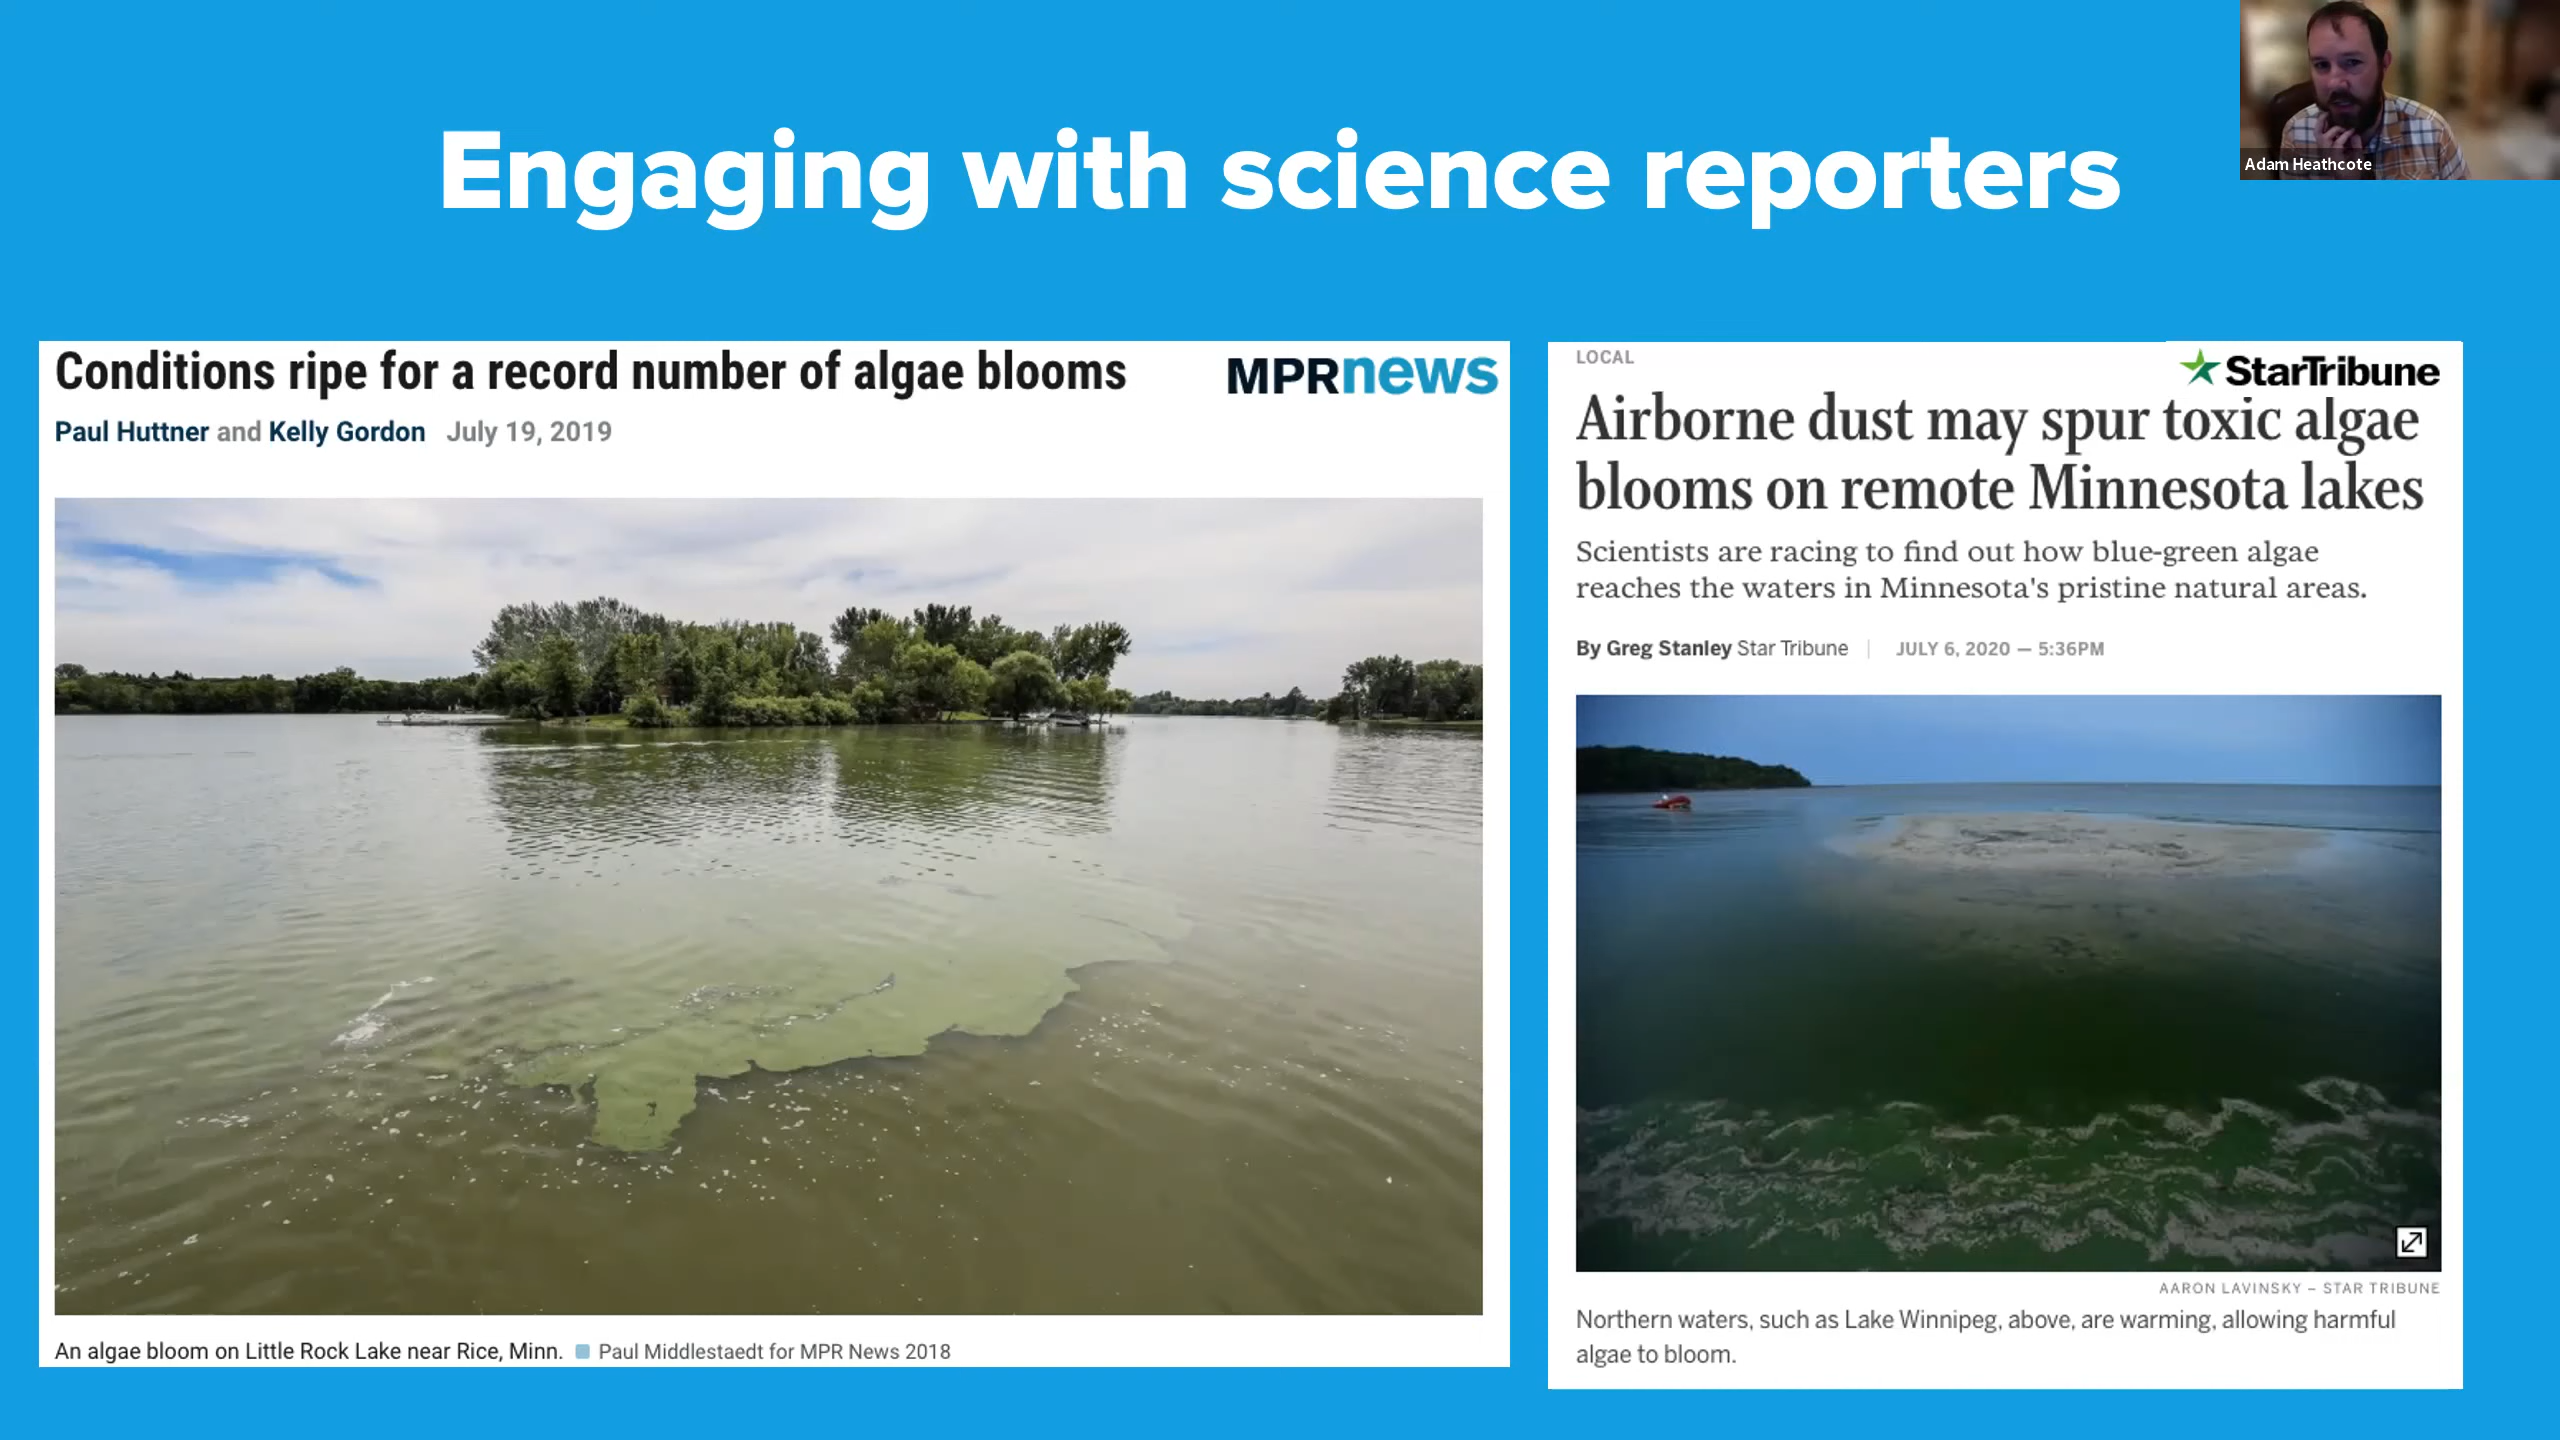 Engaging with science reporters
Adam Heathcote
Conditions ripe for a record number of algae blooms
MPRnews
Paul Huttner and Kelly Gordon July 19, 2019
An algae bloom on Little Rock Lake near Rice, Minn. Paul Middlestaedt for MPR News 2018
LOCAL
StarTribune
Airborne dust may spur toxic algae
blooms on remote Minnesota lakes
Scientists are racing to find out how blue-green algae
reaches the waters in Minnesota's pristine natural areas.
By Greg Stanley Star Tribune | JULY 6, 2020 — 5:36PM
AARON LAVINSKY – STAR TRIBUNE
Northern waters, such as Lake Winnipeg, above, are warming, allowing harmful
algae to bloom.